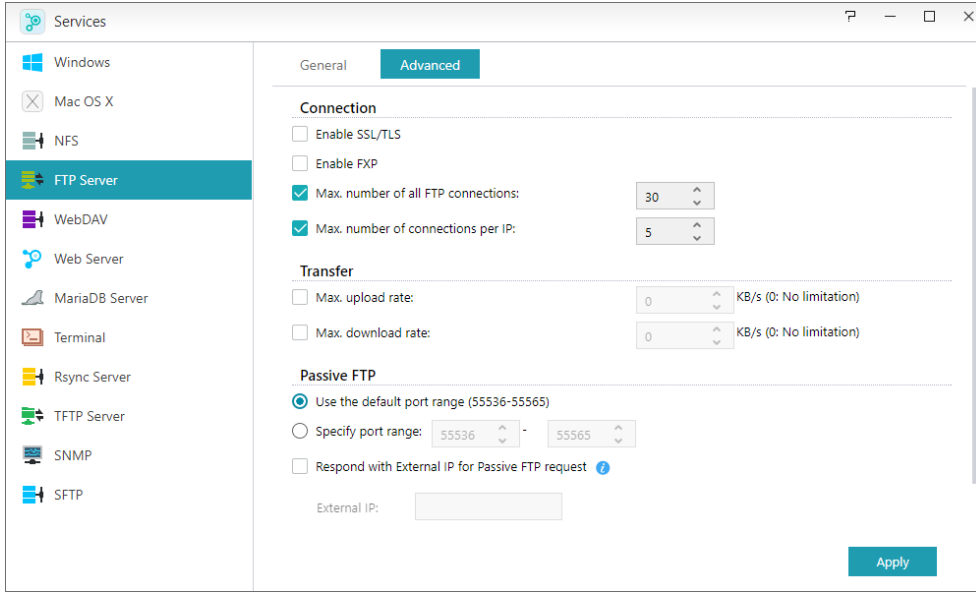 Services
Windows
Mac OS X
NFS
FTP Server
WebDAV
Web Server
MariaDB Server
Terminal
Rsync Server
TFTP Server
SNMP
SFTP
General Advanced
Connection
Enable SSL/TLS
Enable FXP
Max. number of all FTP connections: 30
Max. number of connections per IP: 5
Transfer
Max. upload rate: 0 KB/s (0: No limitation)
Max. download rate: 0 KB/s (0: No limitation)
Passive FTP
Use the default port range (55536-55565)
Specify port range: 55536 - 55565
Respond with External IP for Passive FTP request
External IP:
Apply